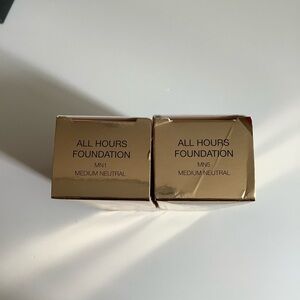 ALL HOURS
FOUNDATION
MN1
MEDIUM NEUTRAL
ALL HOURS
FOUNDATION
MN5
MEDIUM NEUTRAL